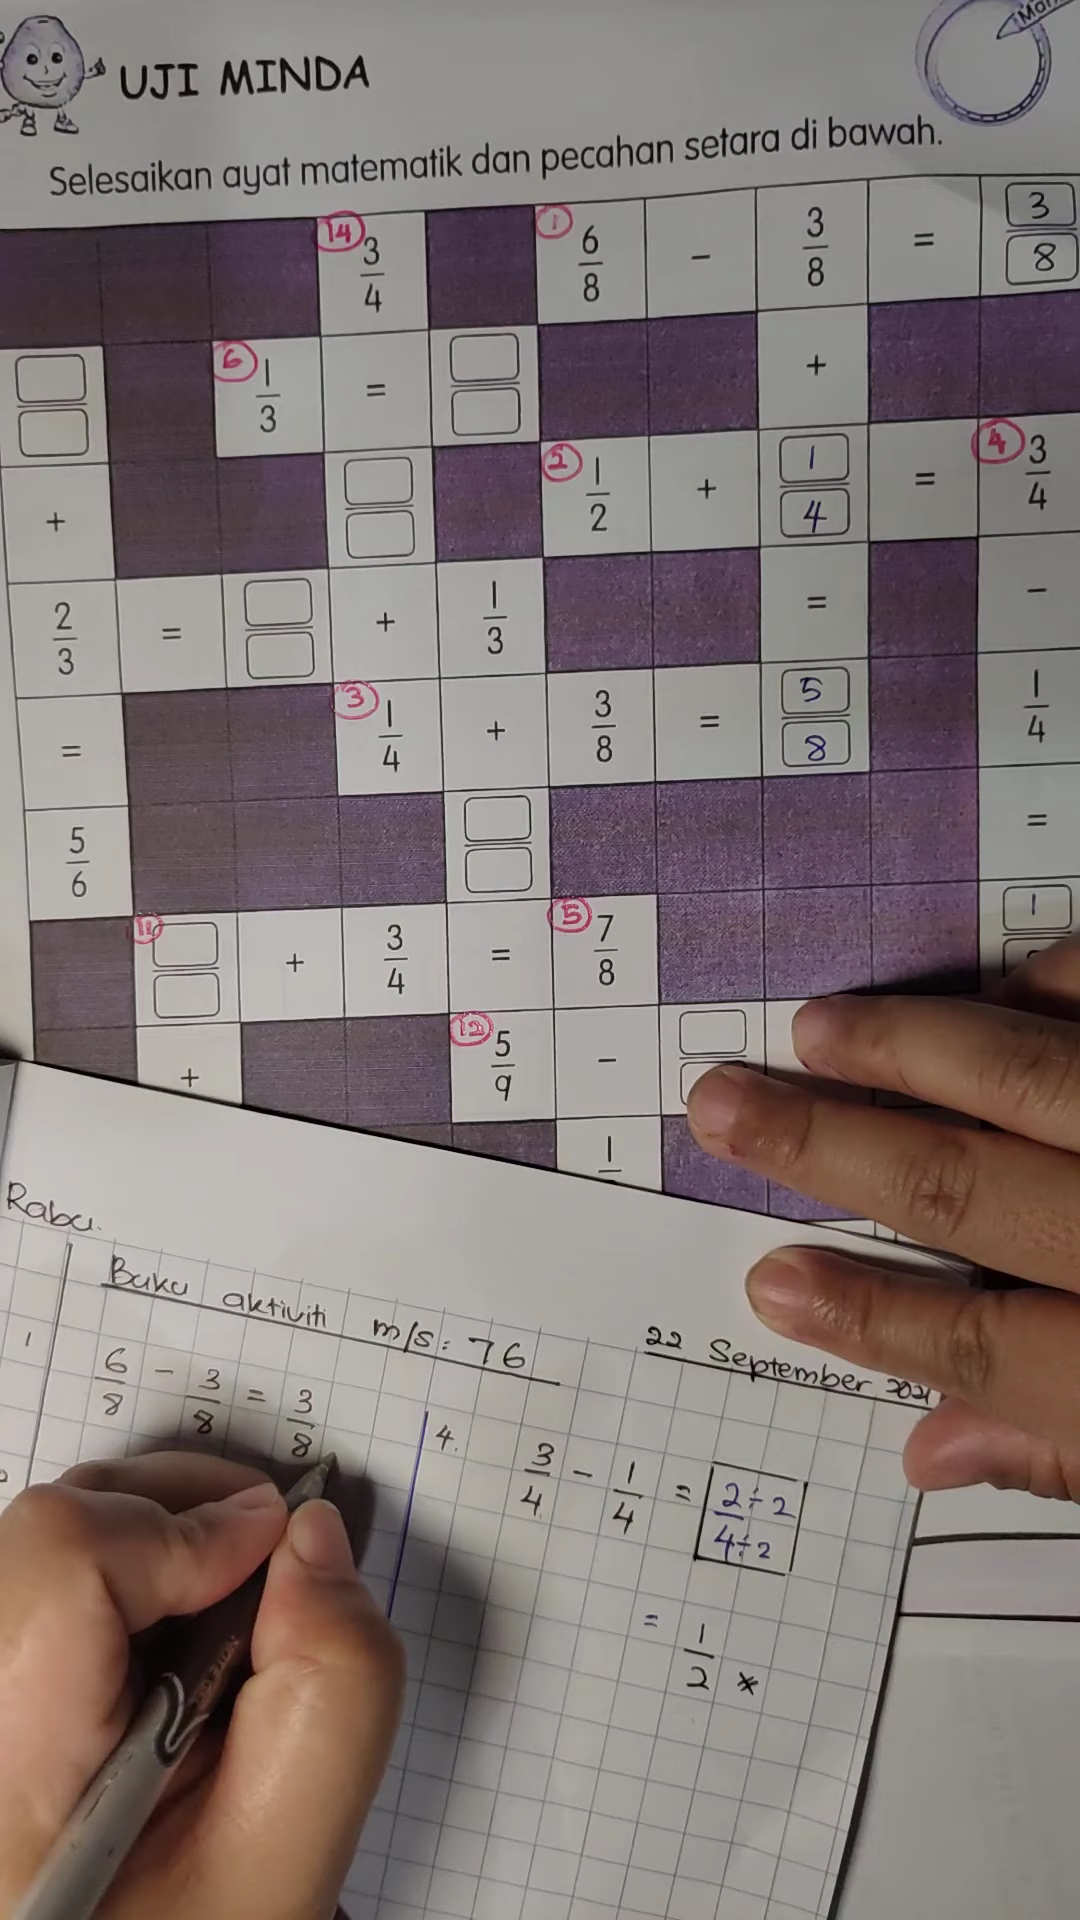 UJI MINDA
Selesaikan ayat matematik dan pecahan setara di bawah.
14 3/4 1 6/8 - 3/8 = 3/8
6 1/3 = +
+ 2 1/2 + 1/4 = 4 3/4
2/3 = + 1/3 = -
= 3 1/4 + 3/8 = 5/8 1/4
5/6 =
11 + 3/4 = 5 7/8 1
+ 12 5/9 -
1
Rabu.
Buku aktiviti m/s: 76
22 September 2021
1 6/8 - 3/8 = 3/8
4. 3/4 - 1/4 = 2÷2/4÷2
= 1/2 *